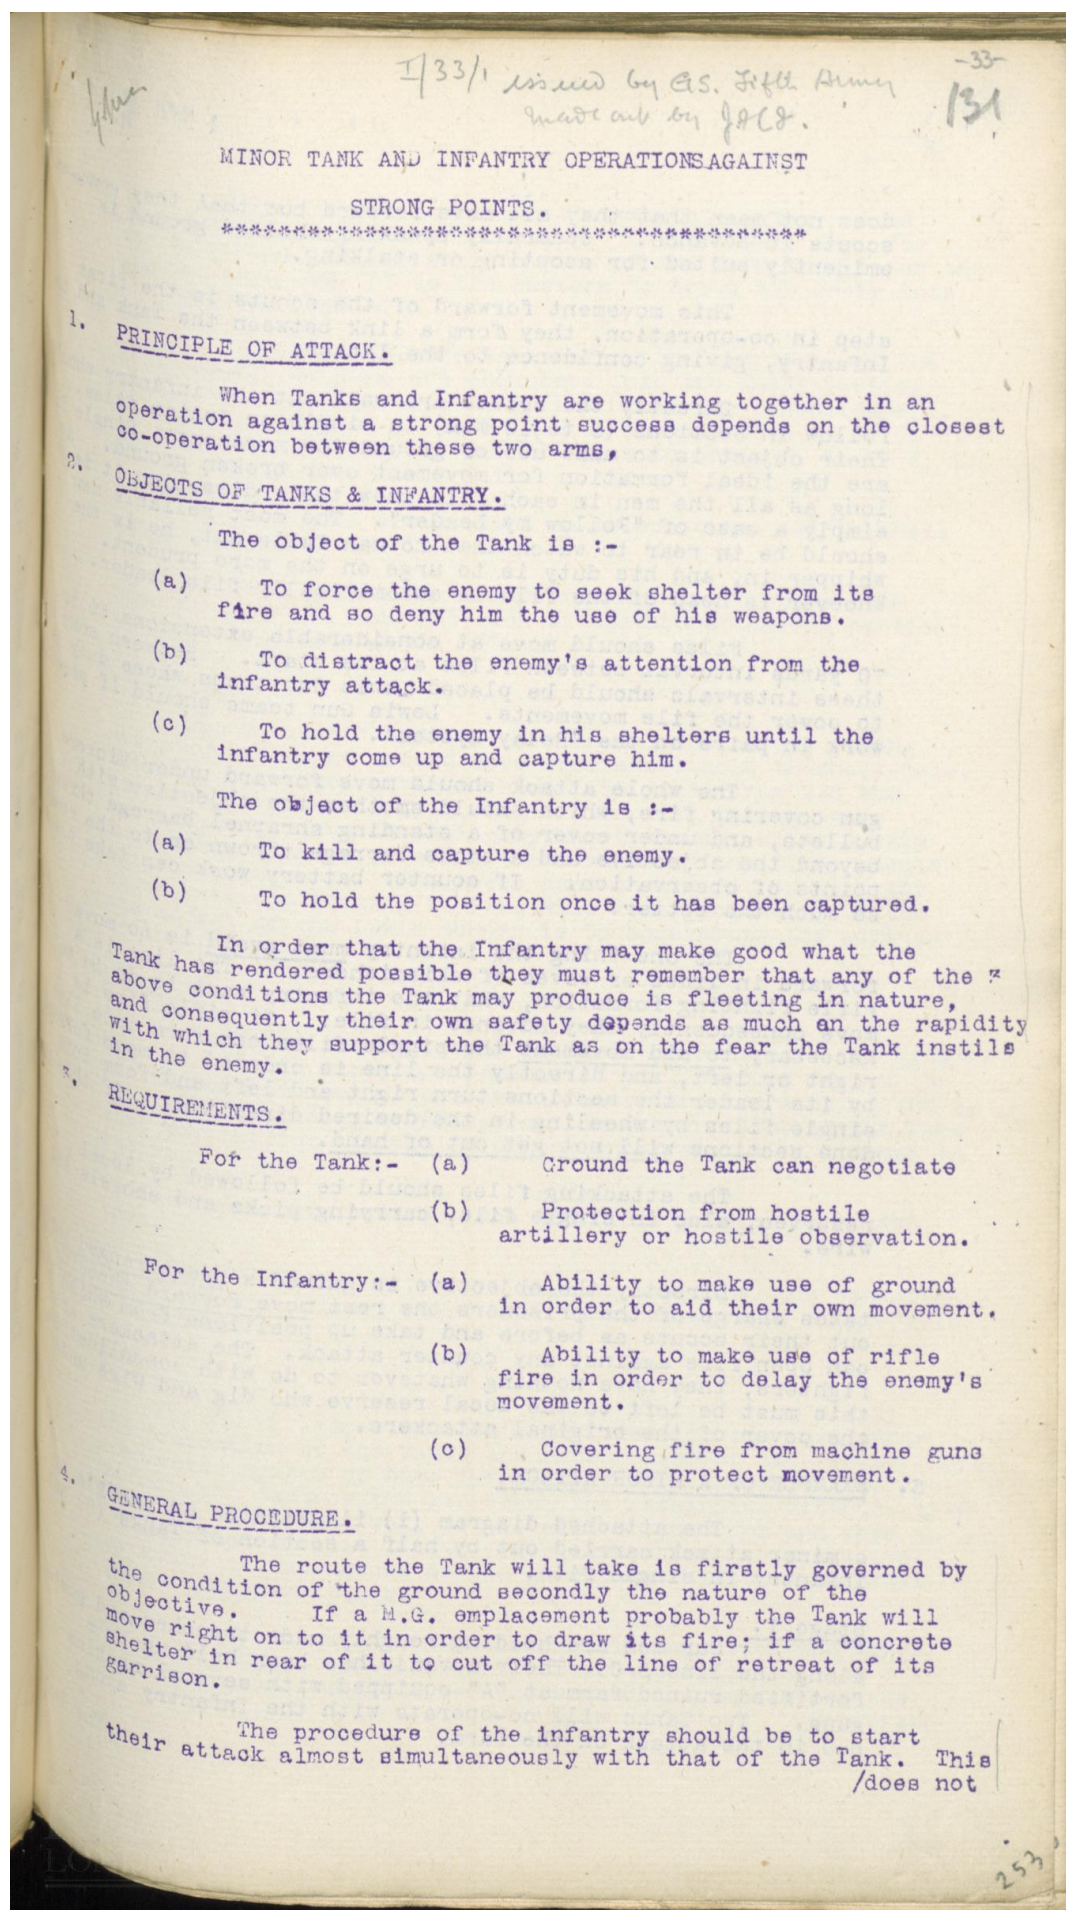 -33-
I/33/1 issued by GS. Fifth Army
131
made out by JFCF.
MINOR TANK AND INFANTRY OPERATIONS AGAINST
STRONG POINTS.
*****************************************
1.
PRINCIPLE OF ATTACK.
When Tanks and Infantry are working together in an
operation against a strong point success depends on the closest
co-operation between these two arms,
2.
OBJECTS OF TANKS & INFANTRY.
The object of the Tank is :-
(a) To force the enemy to seek shelter from its
fire and so deny him the use of his weapons.
(b) To distract the enemy's attention from the
infantry attack.
(c) To hold the enemy in his shelters until the
infantry come up and capture him.
The object of the Infantry is :-
(a) To kill and capture the enemy.
(b) To hold the position once it has been captured.
In order that the Infantry may make good what the
Tank has rendered possible they must remember that any of the
above conditions the Tank may produce is fleeting in nature,
and consequently their own safety depends as much on the rapidity
with which they support the Tank as on the fear the Tank instils
in the enemy.
3.
REQUIREMENTS.
For the Tank:- (a) Ground the Tank can negotiate
(b) Protection from hostile
artillery or hostile observation.
For the Infantry:- (a) Ability to make use of ground
in order to aid their own movement.
(b) Ability to make use of rifle
fire in order to delay the enemy's
movement.
(c) Covering fire from machine guns
in order to protect movement.
4.
GENERAL PROCEDURE.
The route the Tank will take is firstly governed by
the condition of the ground secondly the nature of the
objective. If a M.G. emplacement probably the Tank will
move right on to it in order to draw its fire; if a concrete
shelter in rear of it to cut off the line of retreat of its
garrison.
The procedure of the infantry should be to start
their attack almost simultaneously with that of the Tank. This
/does not
253